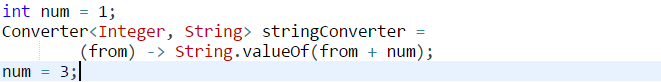 int num = 1;
Converter<Integer, String> stringConverter =
(from) -> String.valueOf(from + num);
num = 3;